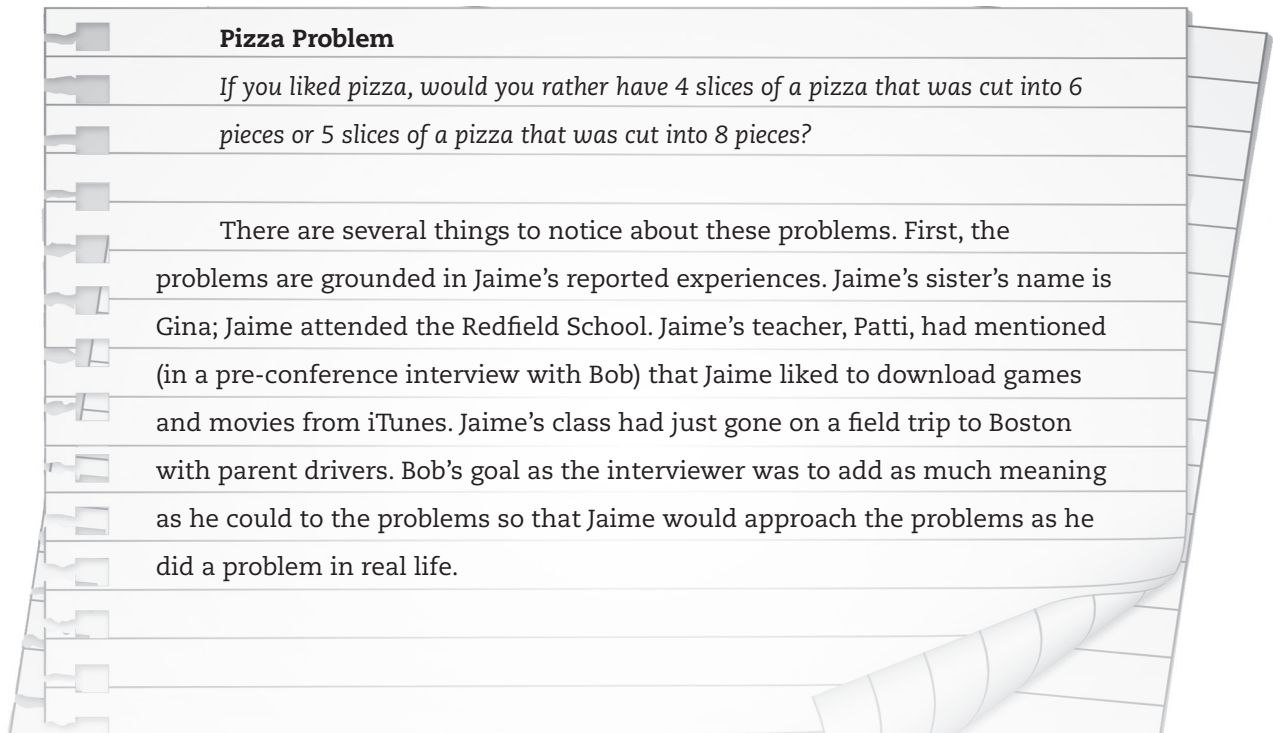 Pizza Problem
If you liked pizza, would you rather have 4 slices of a pizza that was cut into 6
pieces or 5 slices of a pizza that was cut into 8 pieces?
There are several things to notice about these problems. First, the
problems are grounded in Jaime’s reported experiences. Jaime’s sister’s name is
Gina; Jaime attended the Redfield School. Jaime’s teacher, Patti, had mentioned
(in a pre-conference interview with Bob) that Jaime liked to download games
and movies from iTunes. Jaime’s class had just gone on a field trip to Boston
with parent drivers. Bob’s goal as the interviewer was to add as much meaning
as he could to the problems so that Jaime would approach the problems as he
did a problem in real life.